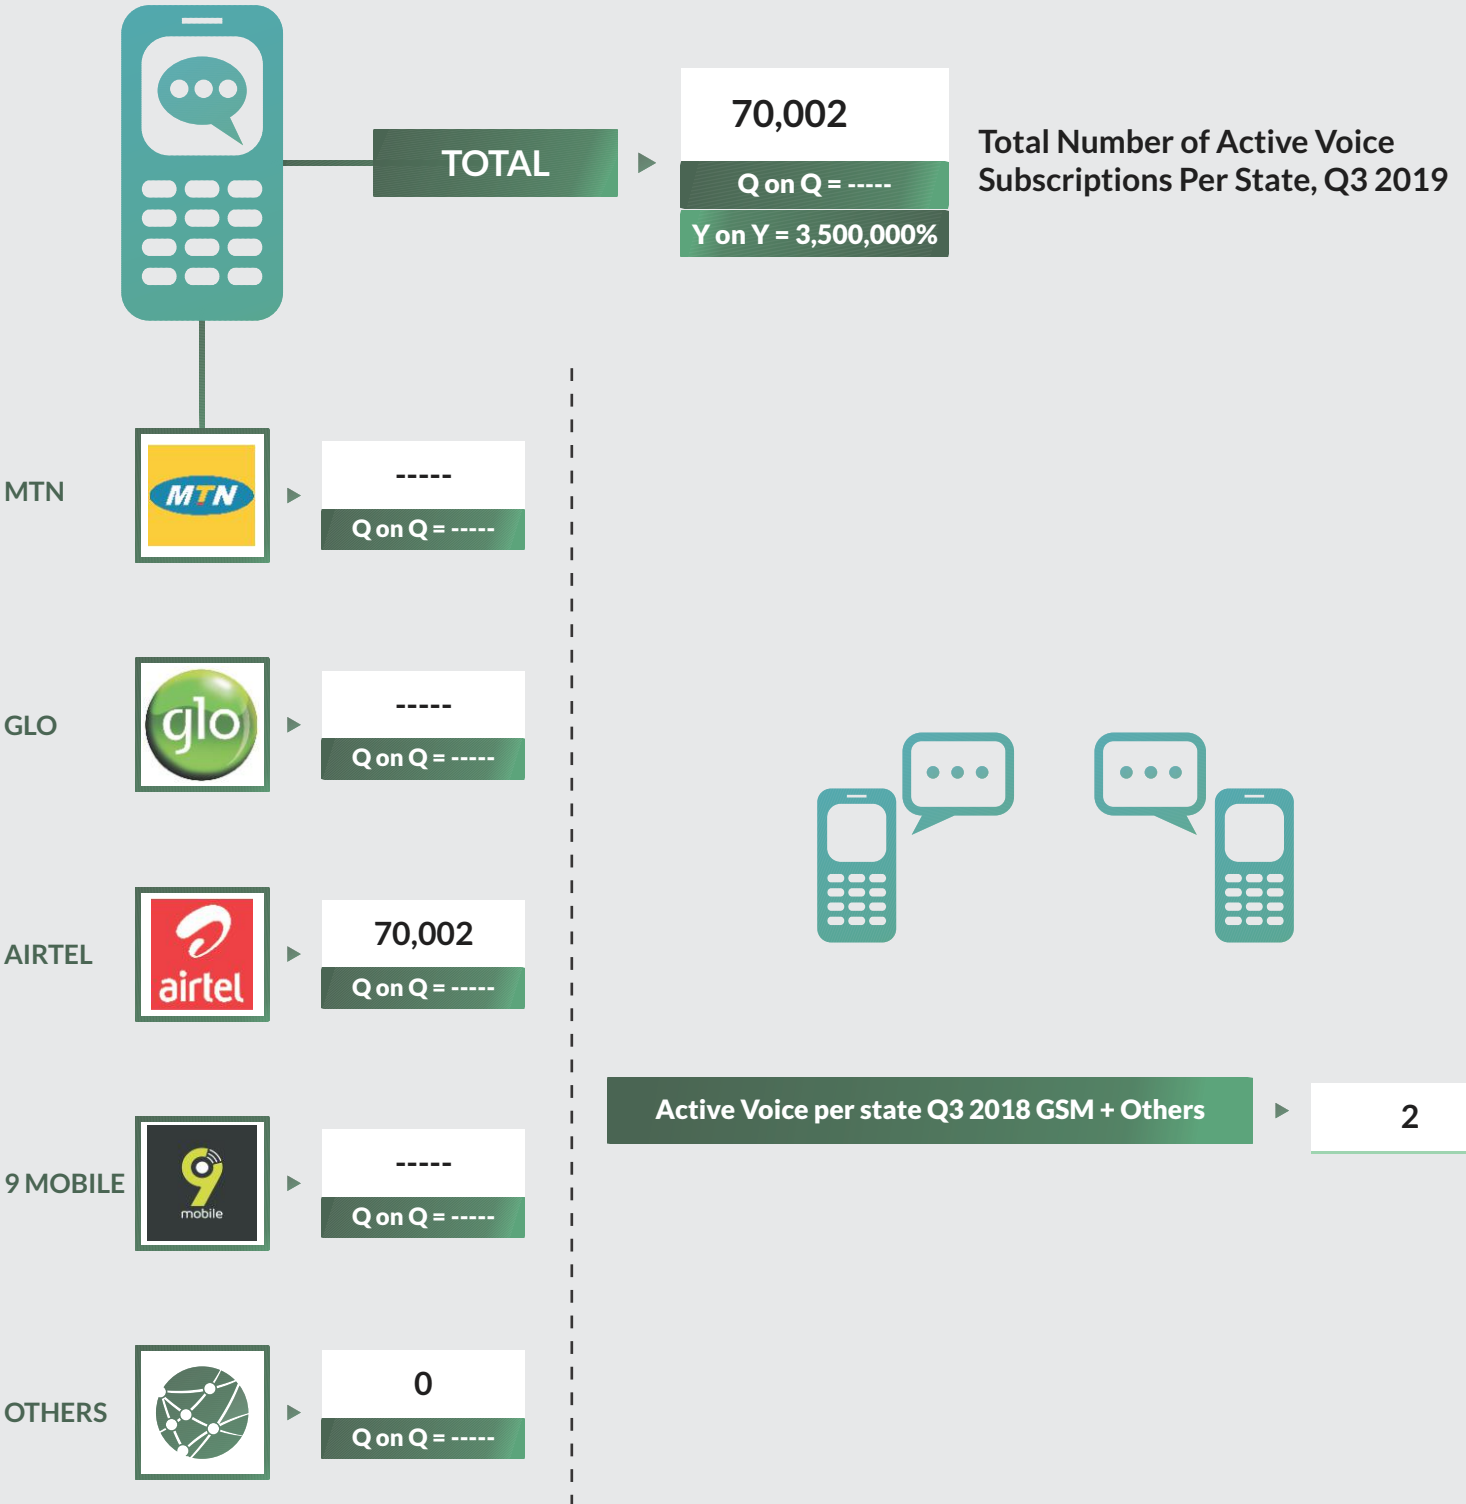 TOTAL
70,002
Q on Q = -----
Y on Y = 3,500,000%
Total Number of Active Voice
Subscriptions Per State, Q3 2019
MTN
MTN
-----
Q on Q = -----
GLO
glo
-----
Q on Q = -----
AIRTEL
airtel
70,002
Q on Q = -----
Active Voice per state Q3 2018 GSM + Others
2
9 MOBILE
9
mobile
-----
Q on Q = -----
OTHERS
0
Q on Q = -----